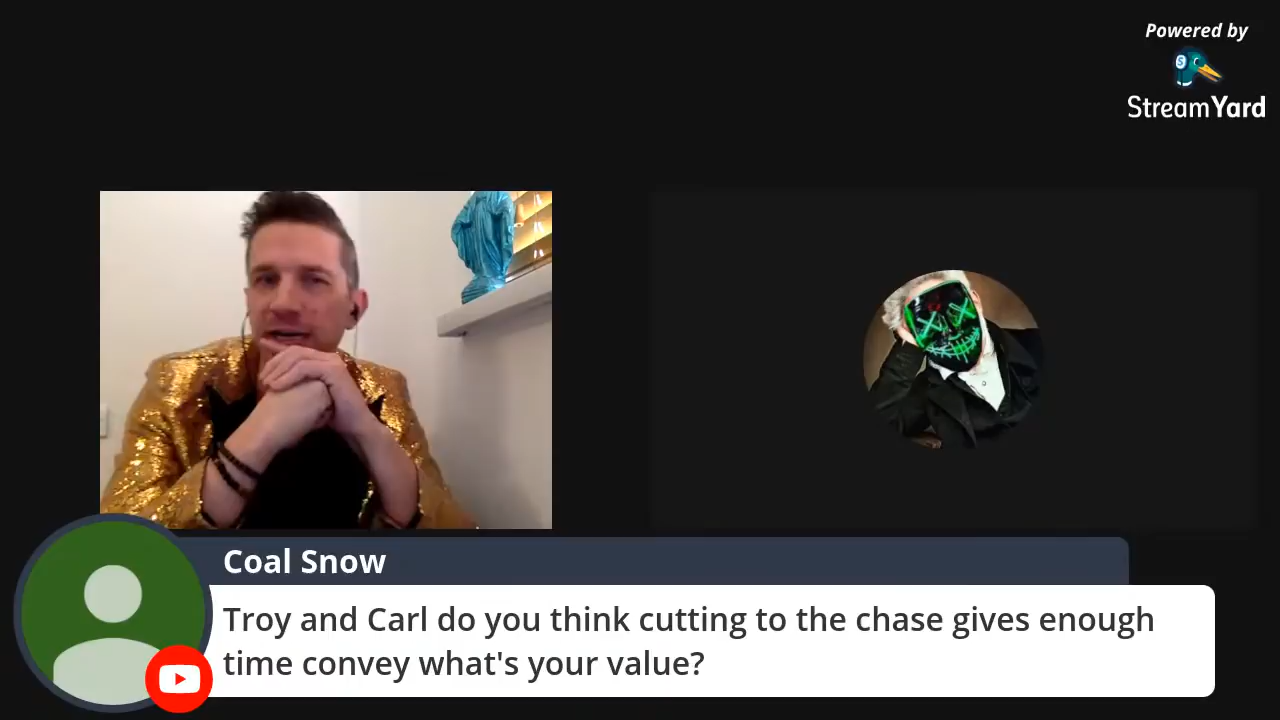 Powered by
StreamYard
Coal Snow
Troy and Carl do you think cutting to the chase gives enough
time convey what's your value?